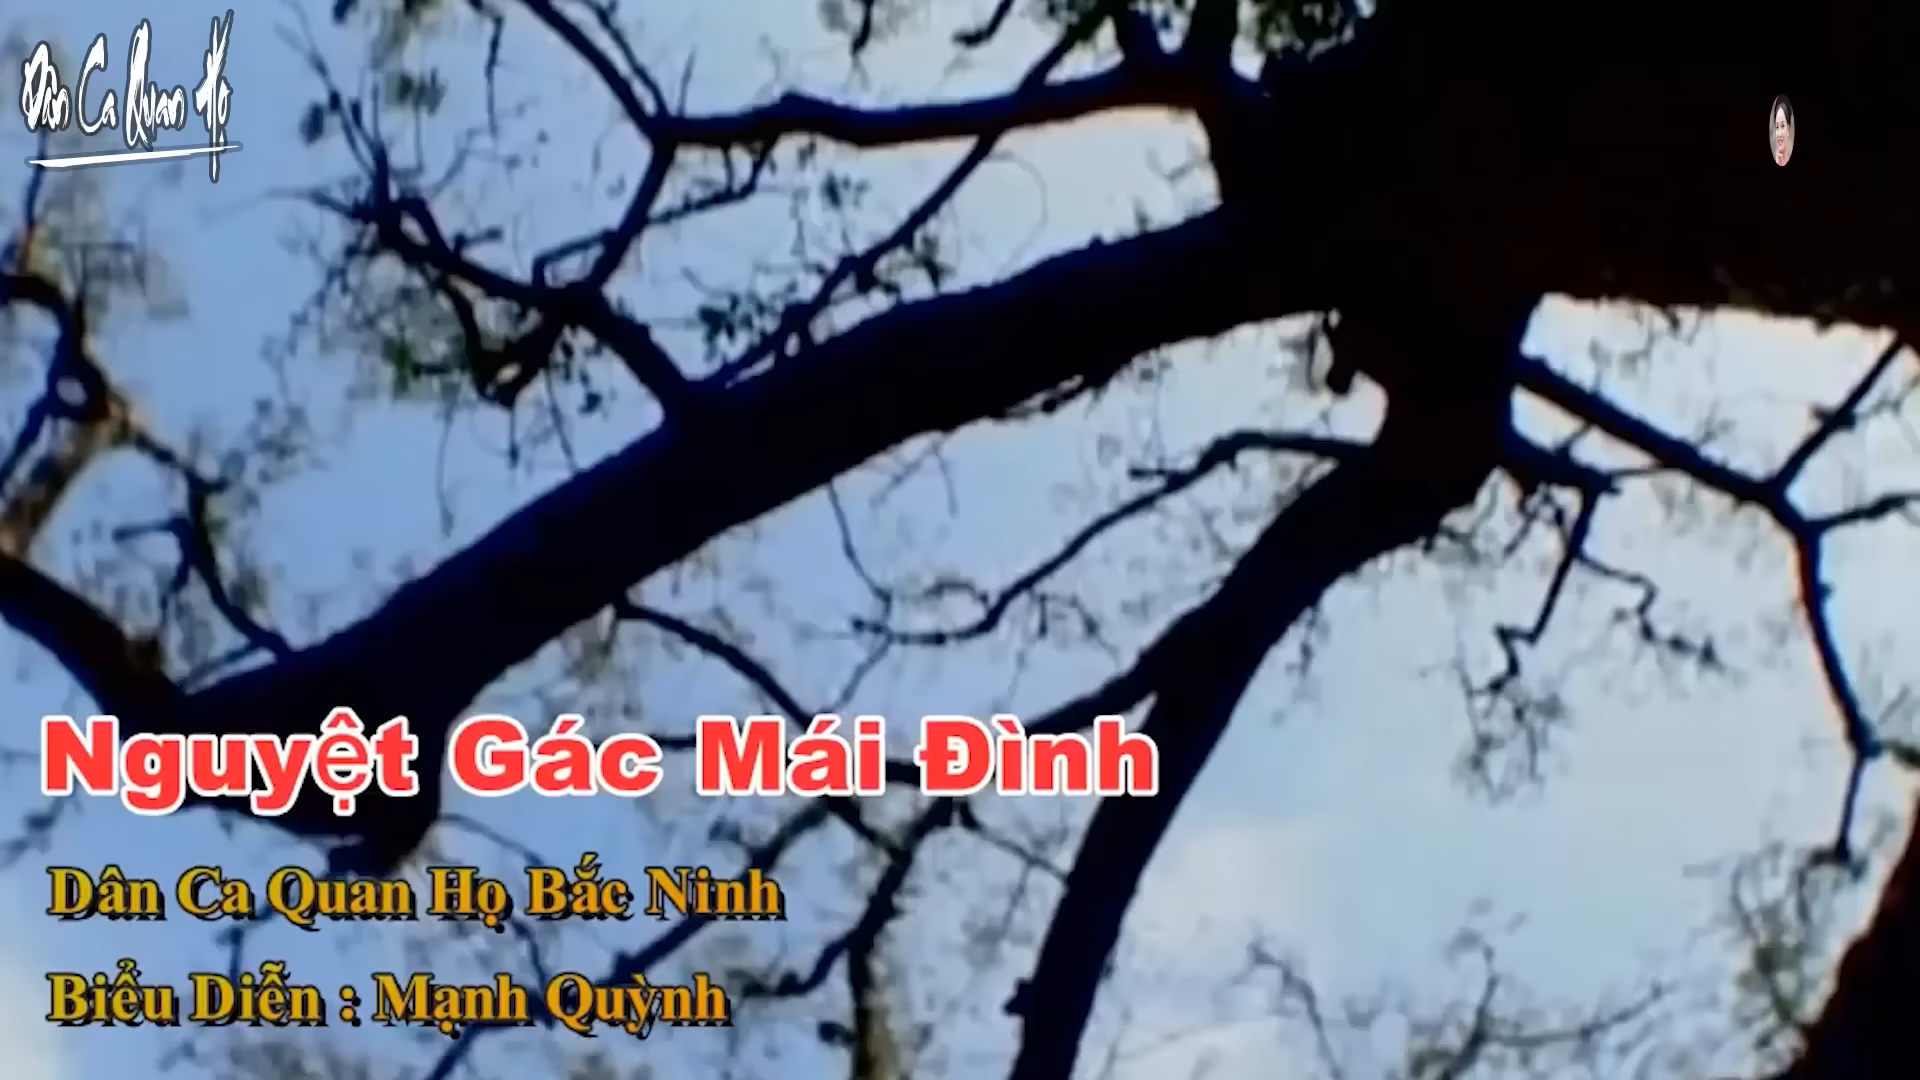 Dân Ca Quan Họ
Nguyệt Gác Mái Đình
Dân Ca Quan Họ Bắc Ninh
Biểu Diễn : Mạnh Quỳnh